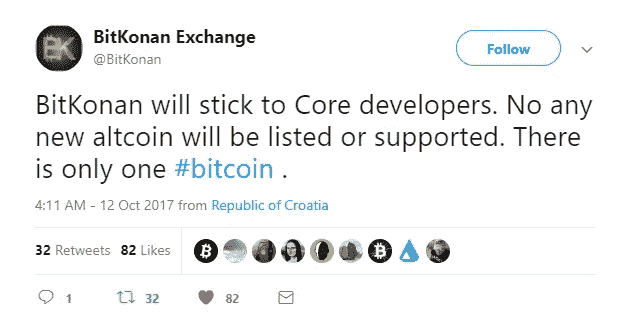 BitKonan Exchange
@BitKonan
Follow
BitKonan will stick to Core developers. No any
new altcoin will be listed or supported. There
is only one #bitcoin .
4:11 AM - 12 Oct 2017 from Republic of Croatia
32 Retweets 82 Likes
1 32 82